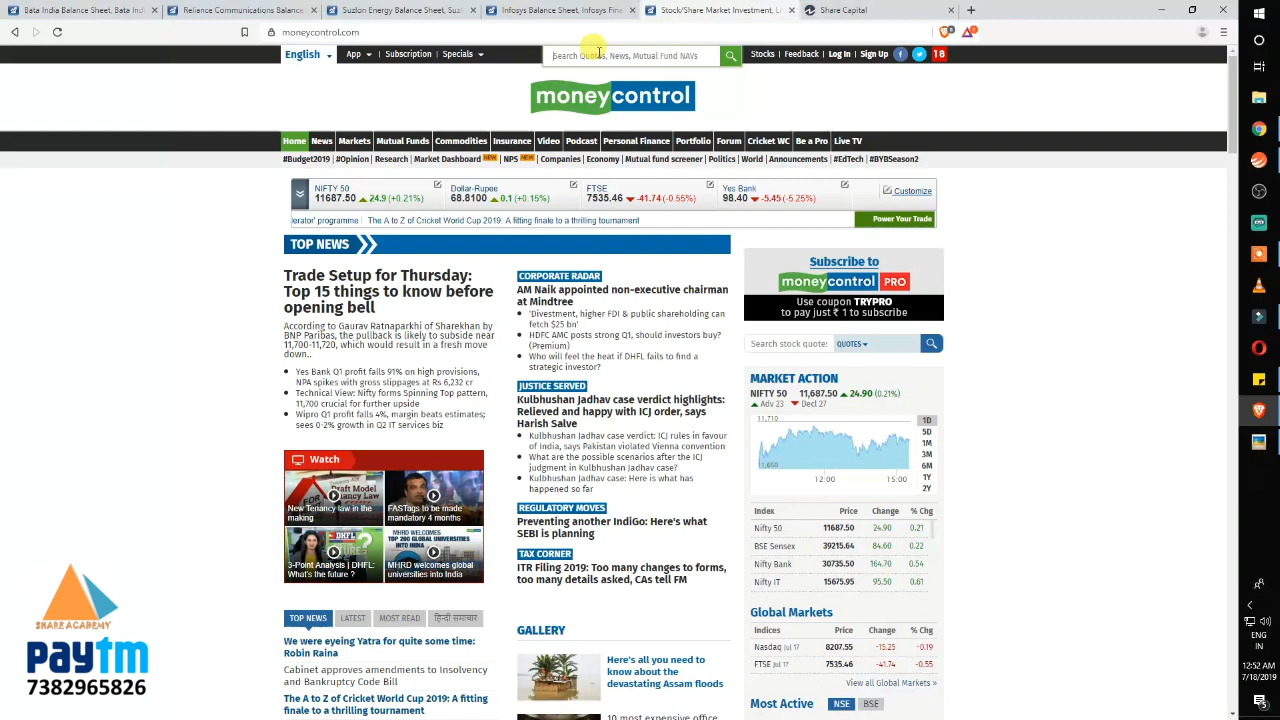 Bata India Balance Sheet, Bata Indi
Reliance Communications Balance
Suzlon Energy Balance Sheet, Suzl
Infosys Balance Sheet, Infosys Fina
Stock/Share Market Investment, L
Share Capital
moneycontrol.com
English
App
Subscription
Specials
Search Quotes, News, Mutual Fund NAVs
Stocks
Feedback
Log In
Sign Up
18
moneycontrol
Home
News
Markets
Mutual Funds
Commodities
Insurance
Video
Podcast
Personal Finance
Portfolio
Forum
Cricket WC
Be a Pro
Live TV
#Budget2019
#Opinion
Research
Market Dashboard NEW
NPS NEW
Companies
Economy
Mutual fund screener
Politics
World
Announcements
#EdTech
#BYBSeason2
NIFTY 50
11687.50 24.9 (+0.21%)
Dollar-Rupee
68.8100 0.1 (+0.15%)
FTSE
7535.46 -41.74 (-0.55%)
Yes Bank
98.40 -5.45 (-5.25%)
Customize
lerator' programme | The A to Z of Cricket World Cup 2019: A fitting finale to a thrilling tournament
Power Your Trade
TOP NEWS
Trade Setup for Thursday:
Top 15 things to know before
opening bell
According to Gaurav Ratnaparkhi of Sharekhan by
BNP Paribas, the pullback is likely to subside near
11,700-11,720, which would result in a fresh move
down..
Yes Bank Q1 profit falls 91% on high provisions,
NPA spikes with gross slippages at Rs 6,232 cr
Technical View: Nifty forms Spinning Top pattern,
11,700 crucial for further upside
Wipro Q1 profit falls 4%, margin beats estimates;
sees 0-2% growth in Q2 IT services biz
Watch
New Tenancy law in the
making
FASTags to be made
mandatory 4 months
3-Point Analysis | DHFL:
What's the future ?
MHRD welcomes global
universities into India
TOP NEWS
LATEST
MOST READ
हिन्दी समाचार
We were eyeing Yatra for quite some time:
Robin Raina
Cabinet approves amendments to Insolvency
and Bankruptcy Code Bill
The A to Z of Cricket World Cup 2019: A fitting
finale to a thrilling tournament
CORPORATE RADAR
AM Naik appointed non-executive chairman
at Mindtree
'Divestment, higher FDI & public shareholding can
fetch $25 bn'
HDFC AMC posts strong Q1, should investors buy?
(Premium)
Who will feel the heat if DHFL fails to find a
strategic investor?
JUSTICE SERVED
Kulbhushan Jadhav case verdict highlights:
Relieved and happy with ICJ order, says
Harish Salve
Kulbhushan Jadhav case verdict: ICJ rules in favour
of India, says Pakistan violated Vienna convention
What are the possible scenarios after the ICJ
judgment in Kulbhushan Jadhav case?
Kulbhushan Jadhav case: Here is what has
happened so far
REGULATORY MOVES
Preventing another IndiGo: Here's what
SEBI is planning
TAX CORNER
ITR Filing 2019: Too many changes to forms,
too many details asked, CAs tell FM
GALLERY
Here's all you need to
know about the
devastating Assam floods
10 most expensive office
Subscribe to
moneycontrol PRO
Use coupon TRYPRO
to pay just ₹ 1 to subscribe
Search stock quote:
QUOTES
MARKET ACTION
NIFTY 50 11,687.50 24.90 (0.21%)
Adv 23 Decl 27
11,710
11,660
12:00
15:00
1D
5D
1M
3M
6M
1Y
2Y
Index Price Change % Chg
Nifty 50 11687.50 24.90 0.21
BSE Sensex 39215.64 84.60 0.22
Nifty Bank 30735.50 164.70 0.54
Nifty IT 15675.95 95.50 0.61
Global Markets
Indices Price Change % Chg
Nasdaq Jul 17 8207.55 -15.25 -0.19
FTSE Jul 17 7535.46 -41.74 -0.55
View all Global Markets »
Most Active NSE BSE
SHARE ACADEMY
paytm
7382965826
ENG
IN
12:52 AM
7/18/2019